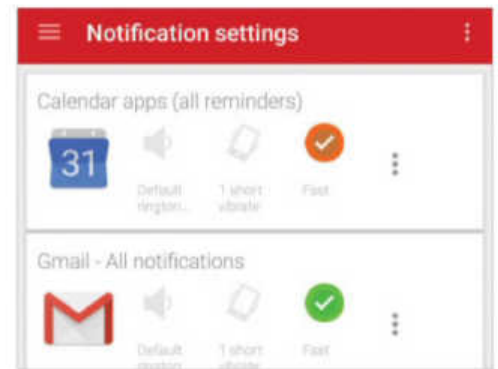 Notification settings
Calendar apps (all reminders)
31
Default 1 short Fast
rington... vibrate
Gmail - All notifications
Default 1 short Fast